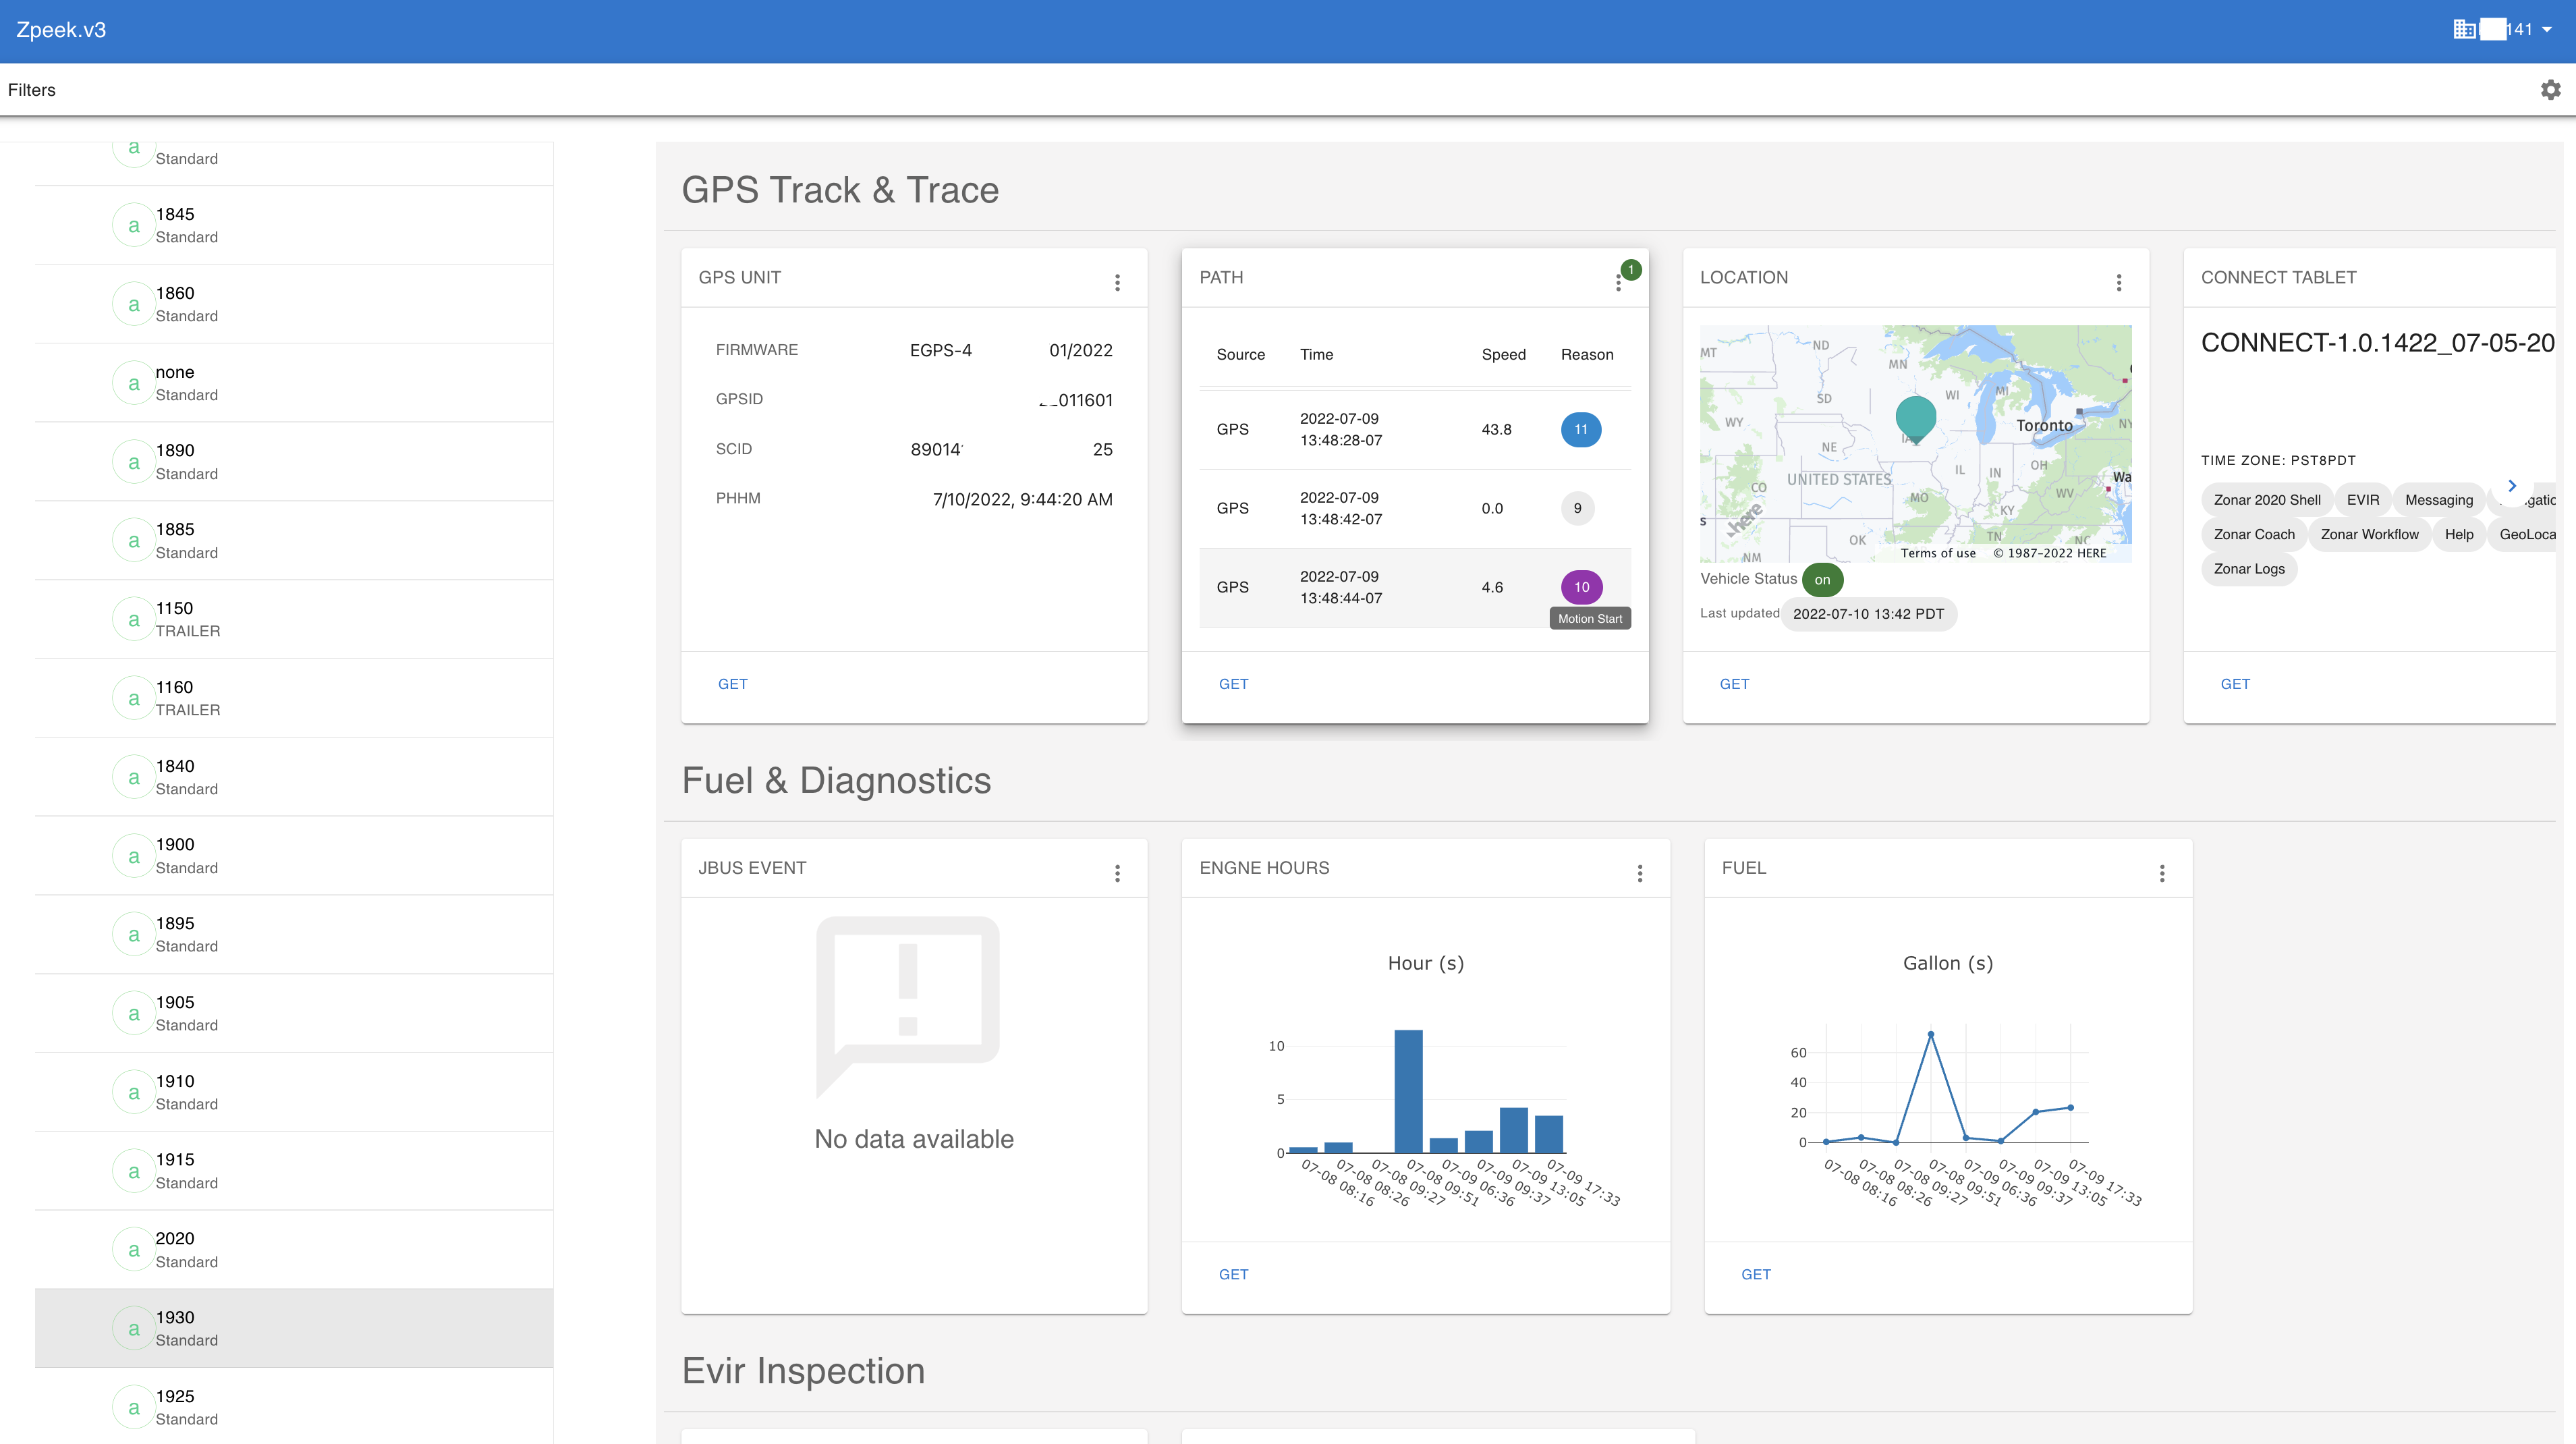 Zpeek.v3
141
Filters
a Standard
a 1845
Standard
a 1860
Standard
a none
Standard
a 1890
Standard
a 1885
Standard
a 1150
TRAILER
a 1160
TRAILER
a 1840
Standard
a 1900
Standard
a 1895
Standard
a 1905
Standard
a 1910
Standard
a 1915
Standard
a 2020
Standard
a 1930
Standard
a 1925
Standard
GPS Track & Trace
GPS UNIT
FIRMWARE EGPS-4 01/2022
GPSID 011601
SCID 89014 25
PHHM 7/10/2022, 9:44:20 AM
GET
PATH
1
Source Time Speed Reason
GPS 2022-07-09 13:48:28-07 43.8 11
GPS 2022-07-09 13:48:42-07 0.0 9
GPS 2022-07-09 13:48:44-07 4.6 10
Motion Start
GET
LOCATION
MT ND MN WI MI SD WY Toronto NY
IA NE IL IN OH UNITED STATES Wa
CO MO WV KY here OK TN NC NM
Terms of use © 1987–2022 HERE
Vehicle Status on
Last updated 2022-07-10 13:42 PDT
GET
CONNECT TABLET
CONNECT-1.0.1422_07-05-20
TIME ZONE: PST8PDT
Zonar 2020 Shell EVIR Messaging
Zonar Coach Zonar Workflow Help GeoLoca
Zonar Logs
GET
Fuel & Diagnostics
JBUS EVENT
No data available
ENGNE HOURS
Hour (s)
10
5
0
07-08 08:16 07-08 08:26 07-08 09:27 07-08 09:51 07-09 06:36 07-09 09:37 07-09 13:05 07-09 17:33
GET
FUEL
Gallon (s)
60
40
20
0
07-08 08:16 07-08 08:26 07-08 09:27 07-08 09:51 07-09 06:36 07-09 09:37 07-09 13:05 07-09 17:33
GET
Evir Inspection